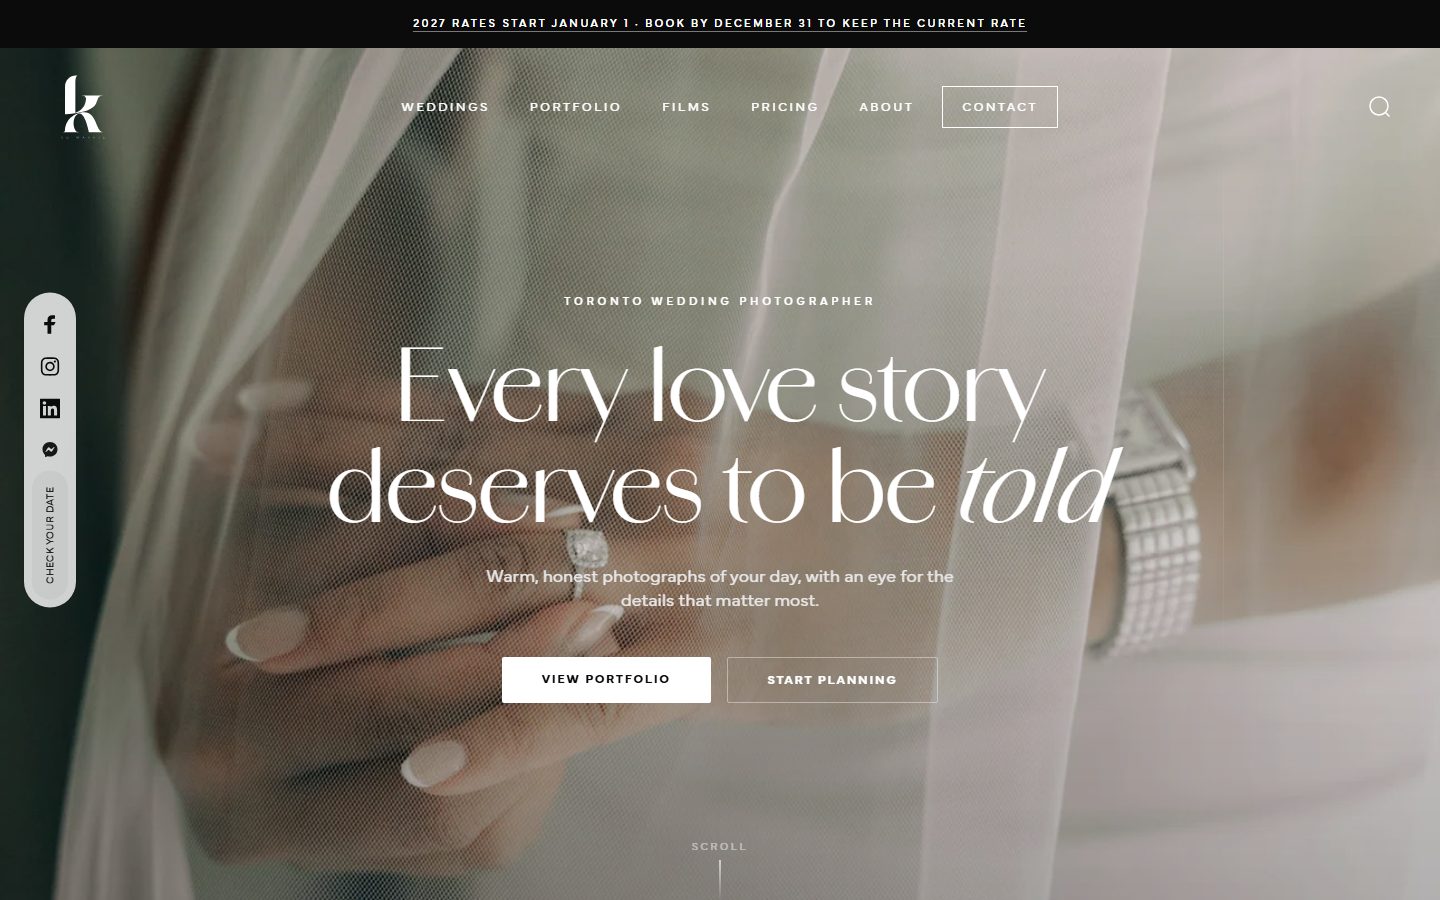 2027 RATES START JANUARY 1 · BOOK BY DECEMBER 31 TO KEEP THE CURRENT RATE
k
WEDDINGS PORTFOLIO FILMS PRICING ABOUT CONTACT
TORONTO WEDDING PHOTOGRAPHER
Every love story
deserves to be told
Warm, honest photographs of your day, with an eye for the
details that matter most.
VIEW PORTFOLIO START PLANNING
CHECK YOUR DATE
SCROLL